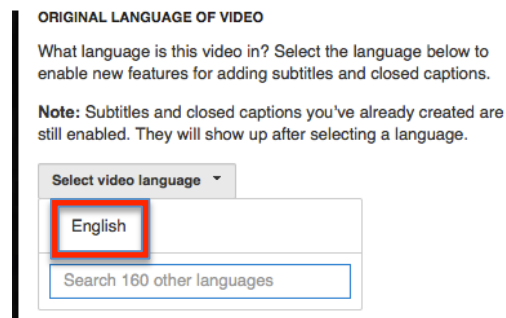 ORIGINAL LANGUAGE OF VIDEO
What language is this video in? Select the language below to
enable new features for adding subtitles and closed captions.
Note: Subtitles and closed captions you've already created are
still enabled. They will show up after selecting a language.
Select video language
English
Search 160 other languages